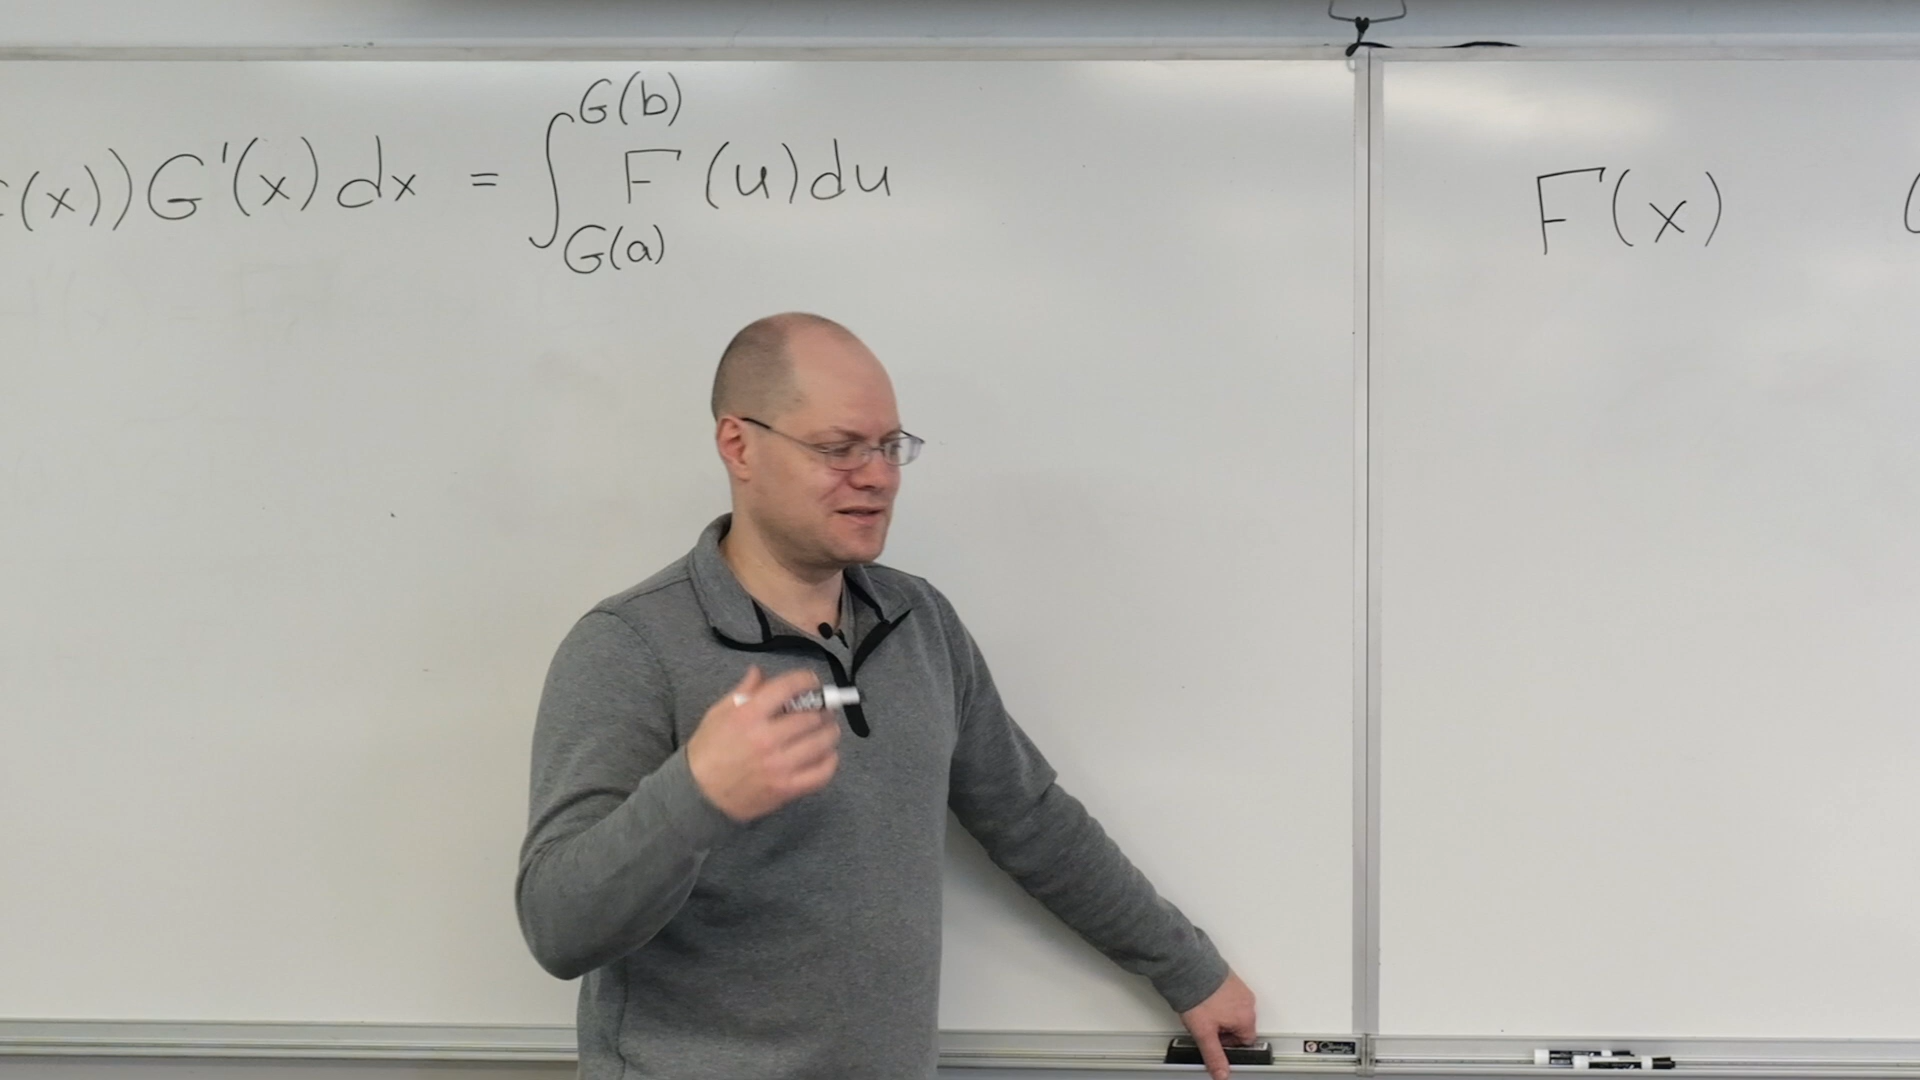 (x))G'(x)dx = ∫_{G(a)}^{G(b)} F(u)du
F(x)